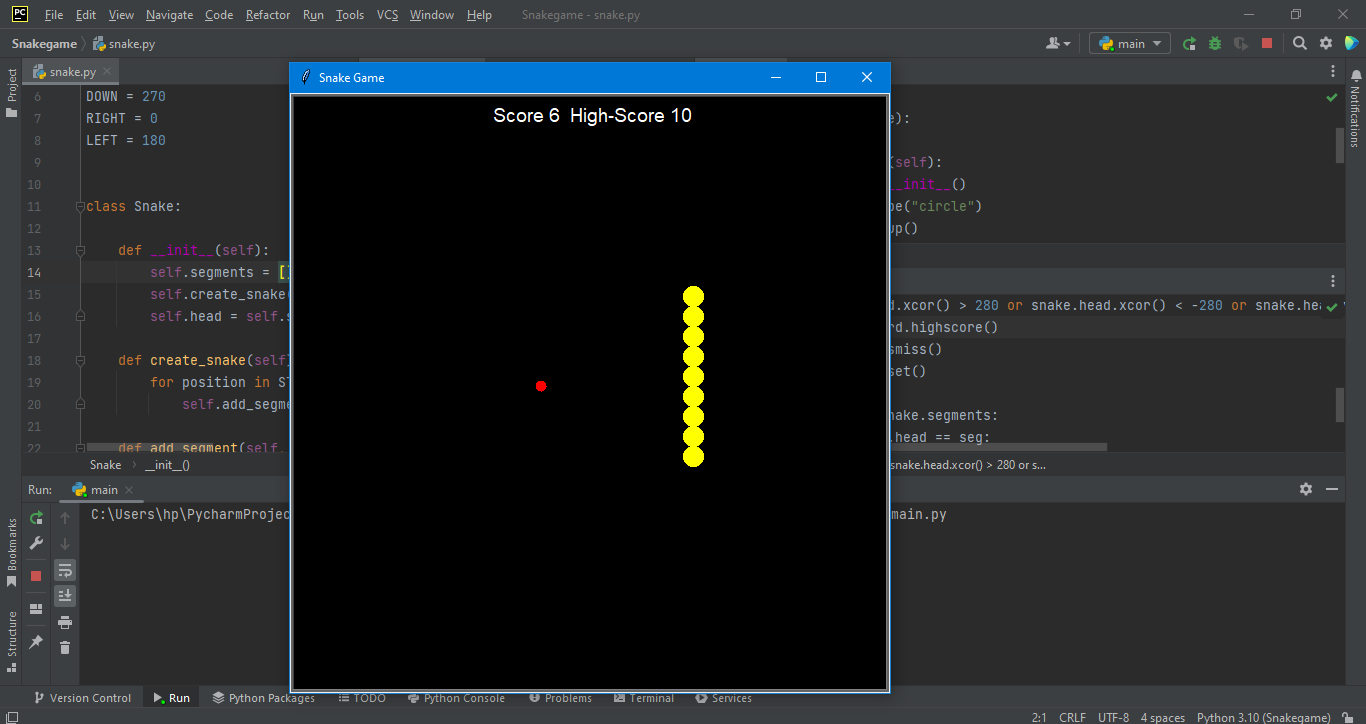 PC File Edit View Navigate Code Refactor Run Tools VCS Window Help Snakegame - snake.py
Snakegame snake.py main
Project
snake.py
Notifications
Snake Game
Score 6 High-Score 10
6 DOWN = 270
7 RIGHT = 0
8 LEFT = 180
9
10
11 class Snake:
12
13 def __init__(self):
14 self.segments = []
15 self.create_snake(
16 self.head = self.s
17
18 def create_snake(self)
19 for position in ST
20 self.add_segme
21
22 def add_segment(self,
Snake __init__()
):
(self):
__init__()
pe("circle")
up()
d.xcor() > 280 or snake.head.xcor() < -280 or snake.hea
rd.highscore()
smiss()
set()
nake.segments:
.head == seg:
snake.head.xcor() > 280 or s...
Run: main
C:\Users\hp\PycharmProjec
main.py
Bookmarks
Structure
Version Control Run Python Packages TODO Python Console Problems Terminal Services
2:1 CRLF UTF-8 4 spaces Python 3.10 (Snakegame)